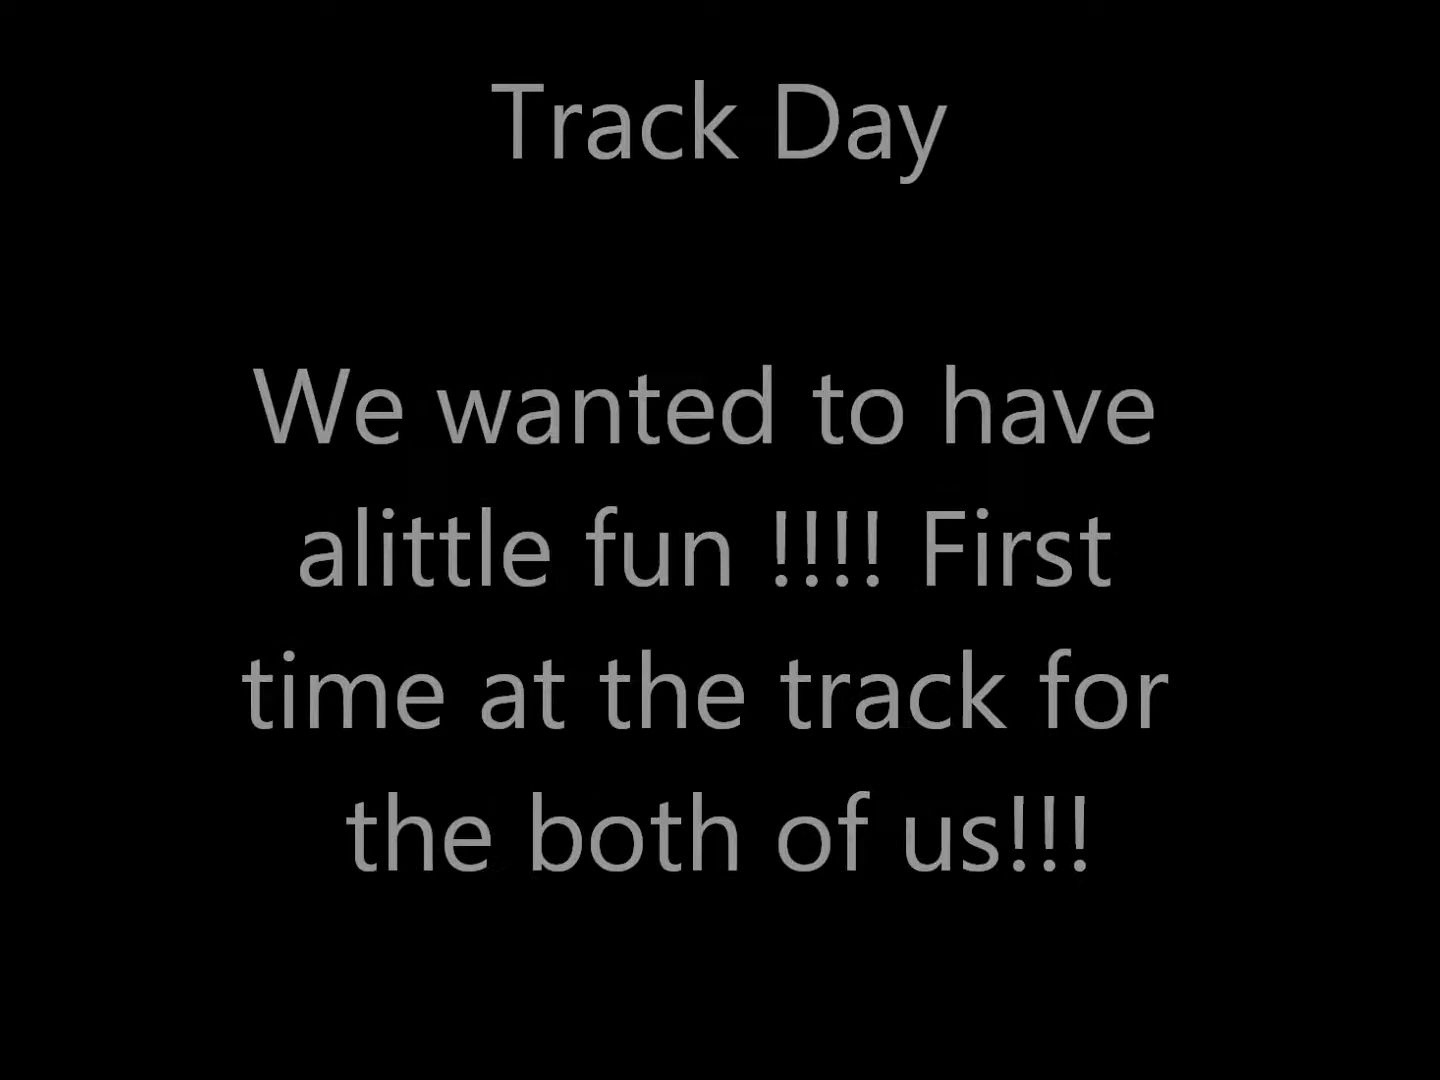 Track Day
We wanted to have
alittle fun !!!! First
time at the track for
the both of us!!!